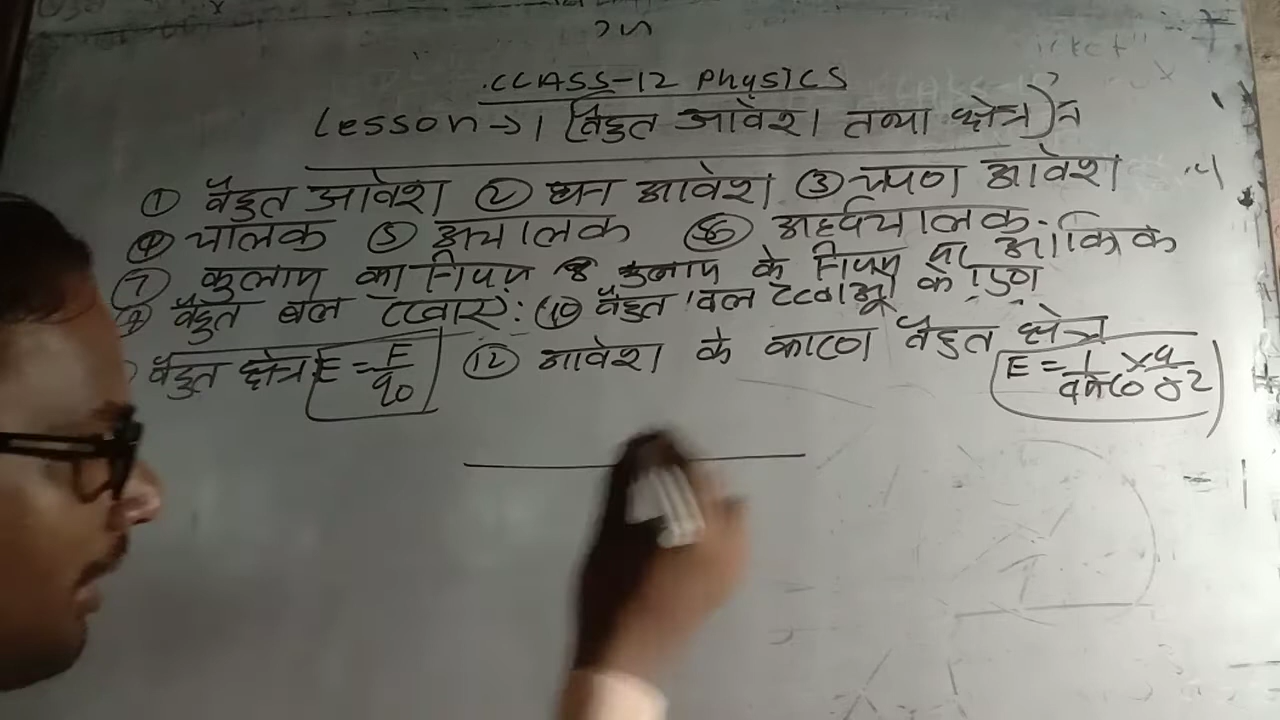 CLASS-12 PhysICS
Lesson → 1 (वैद्युत आवेश तथा क्षेत्र)
① वैद्युत आवेश ② धन आवेश ③ ऋण आवेश
④ चालक ⑤ अचालक ⑥ अर्द्धचालक
⑦ कुलाम का नियम 8 कुलाम के नियम पर आंकिक
वैद्युत बल रेखाएं: ⑩ वैद्युत बल रेखाओं के गुण
वैद्युत क्षेत्र E = F/q0 ⑫ आवेश के कारण वैद्युत क्षेत्र E = 1/4πε0 × q/r2